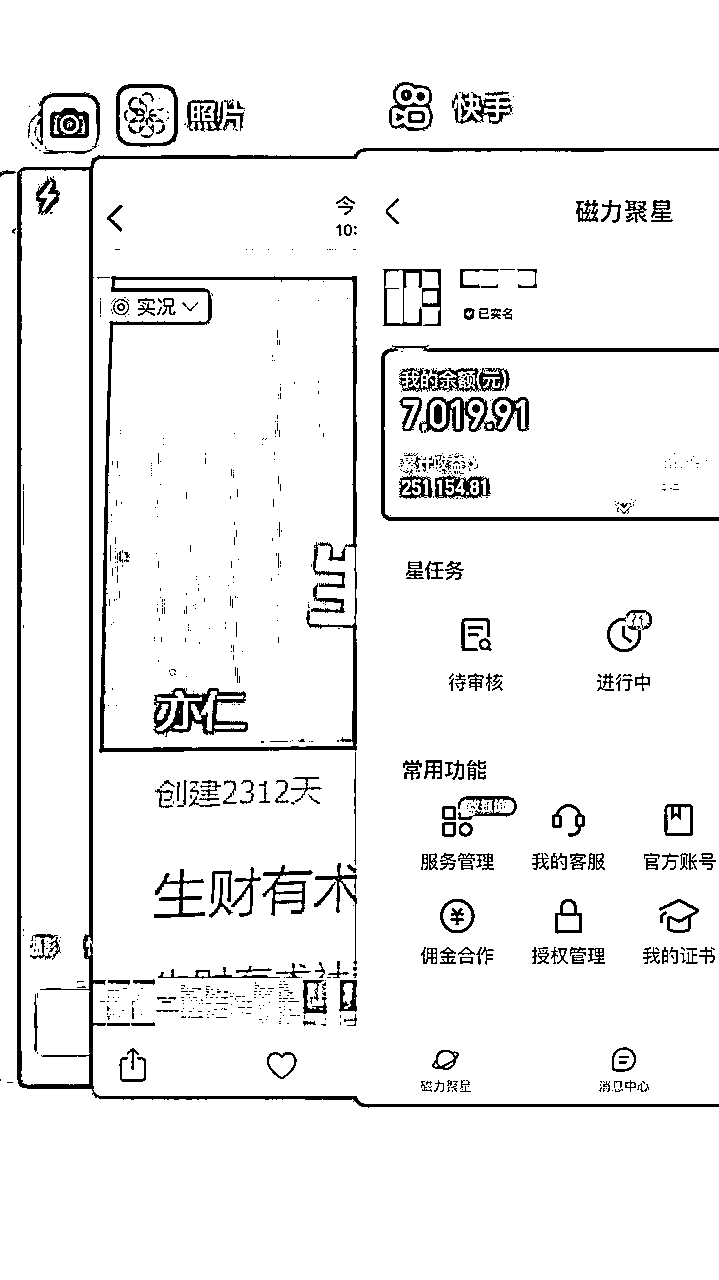 照片
快手
今
10:
磁力聚星
实况
已实名
我的余额(元)
7,019.91
累计收益
251,154.81
星任务
待审核
进行中
亦仁
创建2312天
常用功能
服务管理
我的客服
官方账号
生财有术
佣金合作
授权管理
我的证书
磁力聚星
消息中心